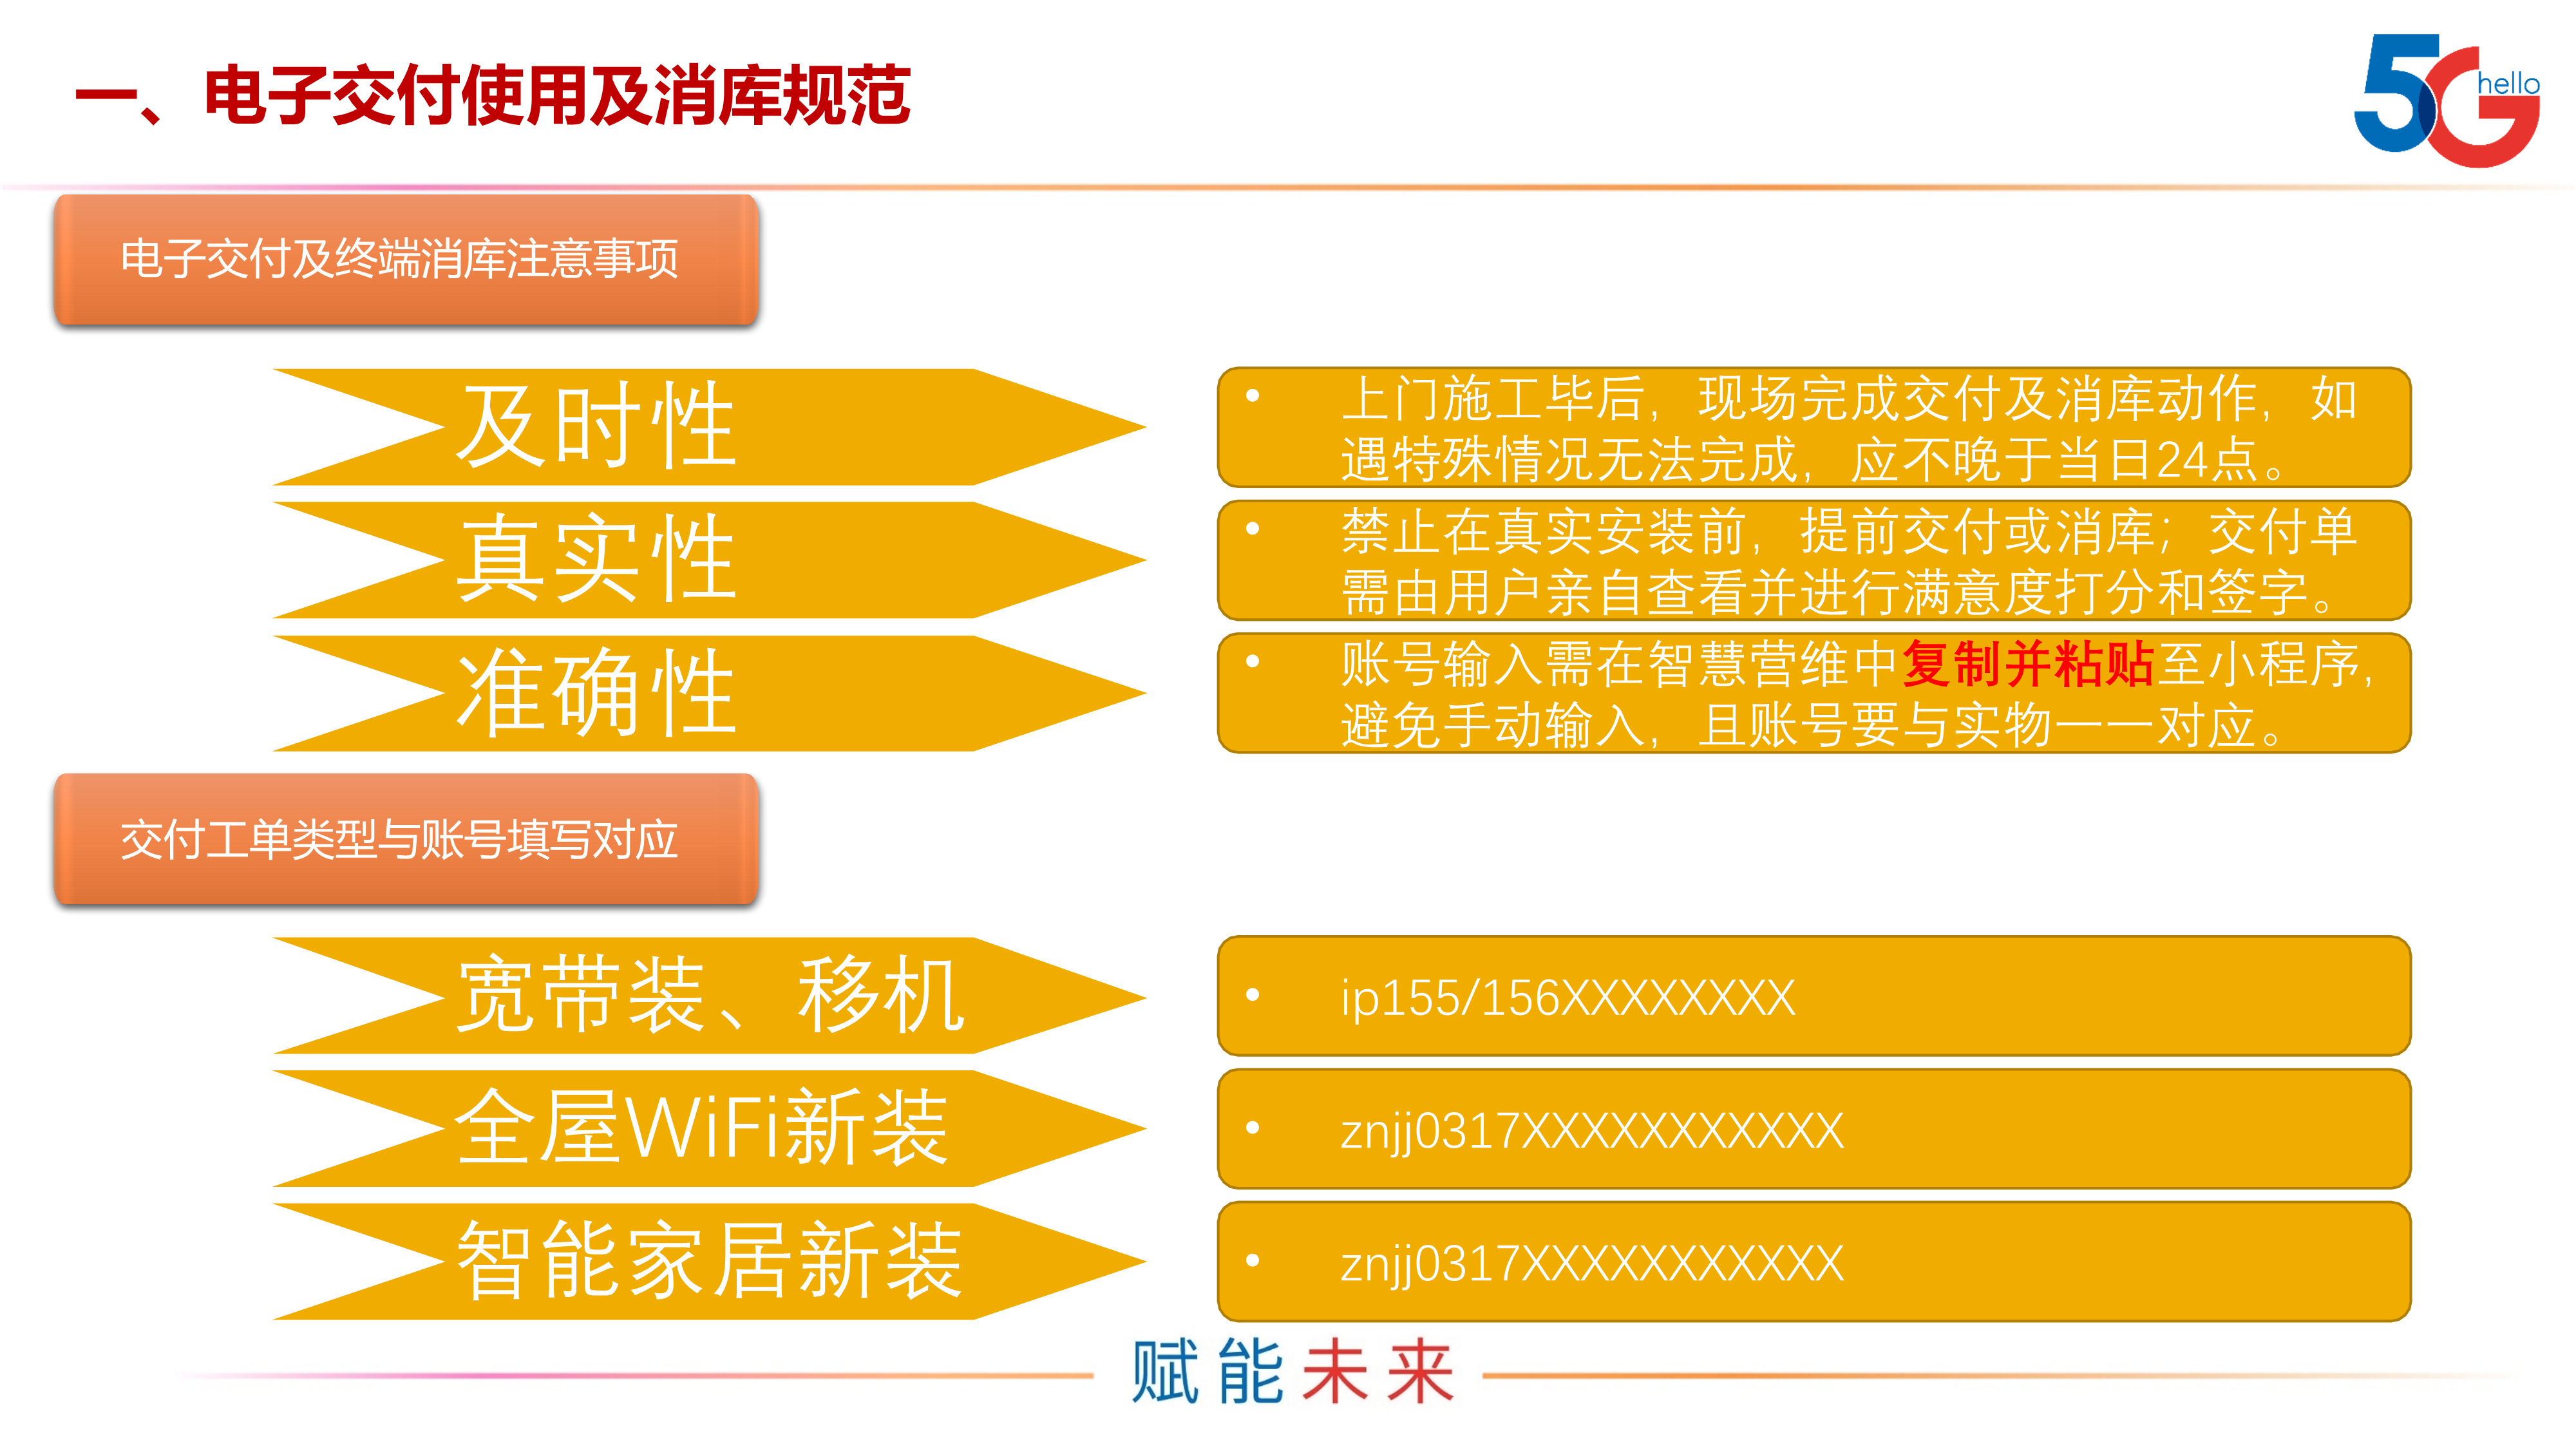 一、电子交付使用及消库规范
5G
hello
电子交付及终端消库注意事项
及时性
• 上门施工毕后，现场完成交付及消库动作，如
遇特殊情况无法完成，应不晚于当日24点。
真实性
• 禁止在真实安装前，提前交付或消库；交付单
需由用户亲自查看并进行满意度打分和签字。
准确性
• 账号输入需在智慧营维中复制并粘贴至小程序，
避免手动输入，且账号要与实物一一对应。
交付工单类型与账号填写对应
宽带装、移机
• ip155/156XXXXXXXX
全屋WiFi新装
• znjj0317XXXXXXXXXXX
智能家居新装
• znjj0317XXXXXXXXXXX
赋能未来